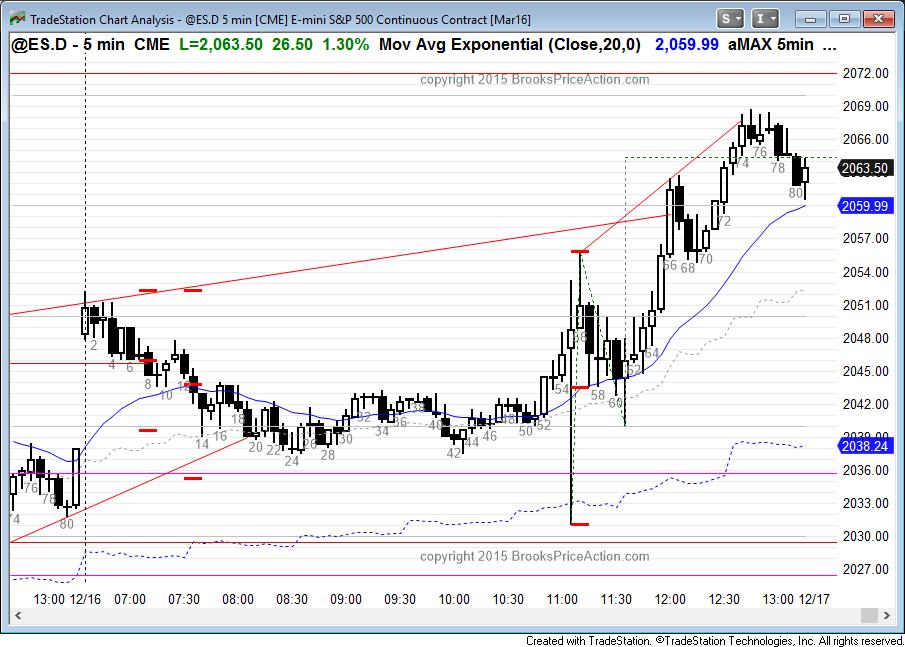 TradeStation Chart Analysis - @ES.D 5 min [CME] E-mini S&P 500 Continuous Contract [Mar16]
S I
@ES.D - 5 min CME L=2,063.50 26.50 1.30% Mov Avg Exponential (Close,20,0) 2,059.99 aMAX 5min ...
copyright 2015 BrooksPriceAction.com
2072.00
2069.00
2066.00
2063.50
2059.99
2057.00
2054.00
2051.00
2048.00
2045.00
2042.00
2038.24
2036.00
2033.00
2030.00
2027.00
74 76 78 80
2 4 6 8 10 12 14 16 18 20 22 24 26 28 30 32 34 36 38 40 42 44 46 48 50 52 54 56 58 60 62 64 66 68 70 72 74 76 78 80
copyright 2015 BrooksPriceAction.com
13:00 12/16 07:00 07:30 08:00 08:30 09:00 09:30 10:00 10:30 11:00 11:30 12:00 12:30 13:00 12/17
Created with TradeStation. ©TradeStation Technologies, Inc. All rights reserved.